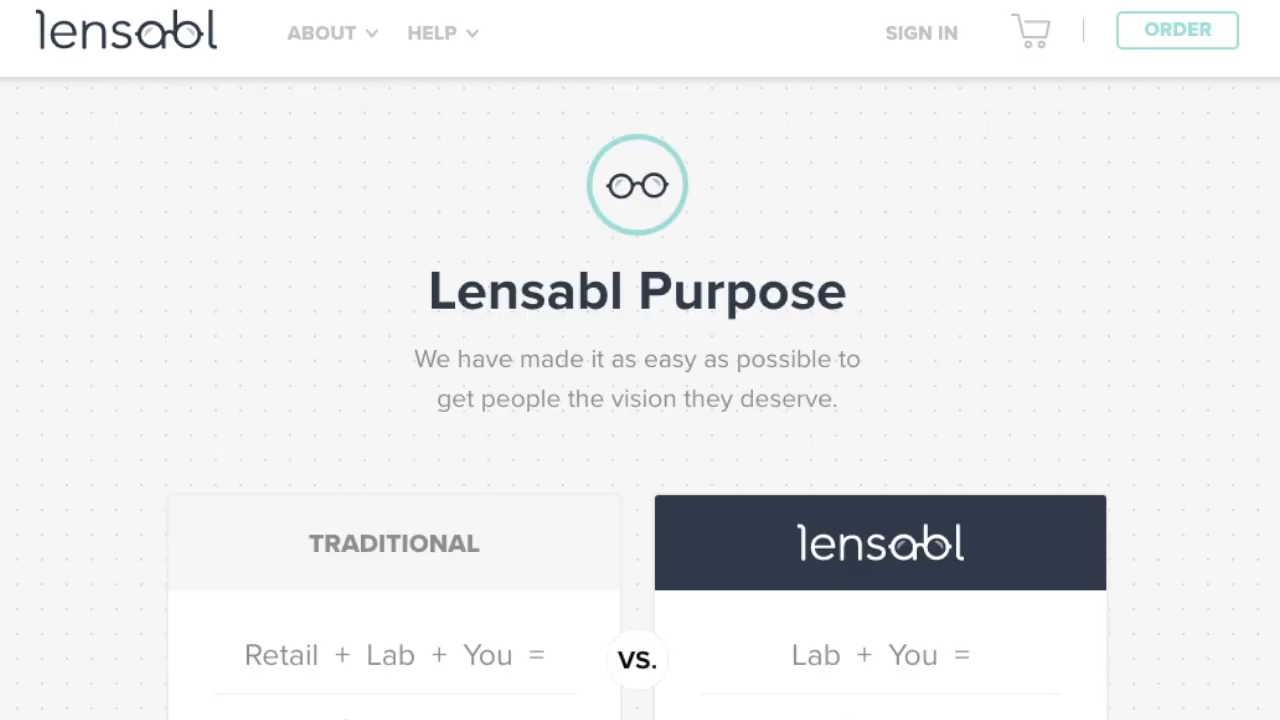 lensabl ABOUT HELP SIGN IN ORDER
Lensabl Purpose
We have made it as easy as possible to
get people the vision they deserve.
TRADITIONAL
Retail + Lab + You =
VS.
lensabl
Lab + You =